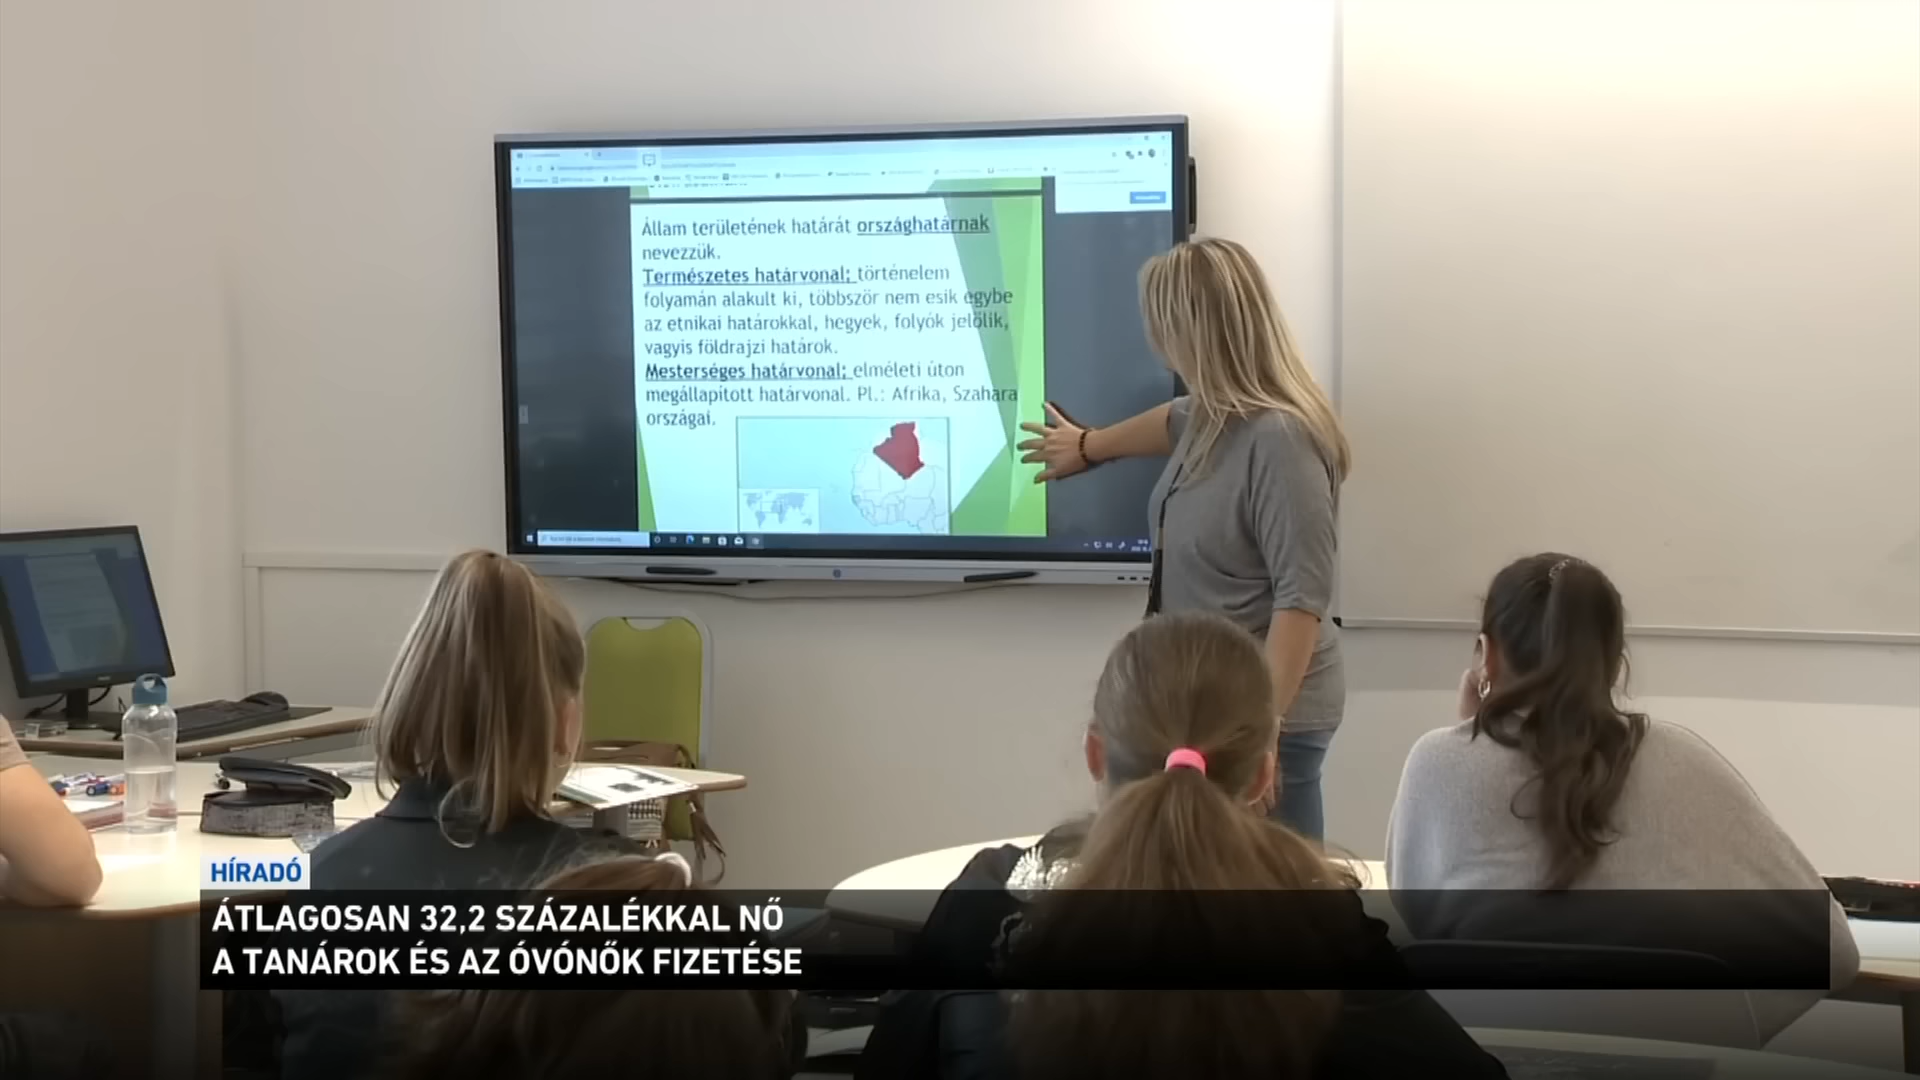 Állam területének határát országhatárnak
nevezzük.
Természetes határvonal; történelem
folyamán alakult ki, többször nem esik egybe
az etnikai határokkal, hegyek, folyók jelölik,
vagyis földrajzi határok.
Mesterséges határvonal; elméleti úton
megállapított határvonal. Pl.: Afrika, Szahara
országai.
HÍRADÓ
ÁTLAGOSAN 32,2 SZÁZALÉKKAL NŐ
A TANÁROK ÉS AZ ÓVÓNŐK FIZETÉSE